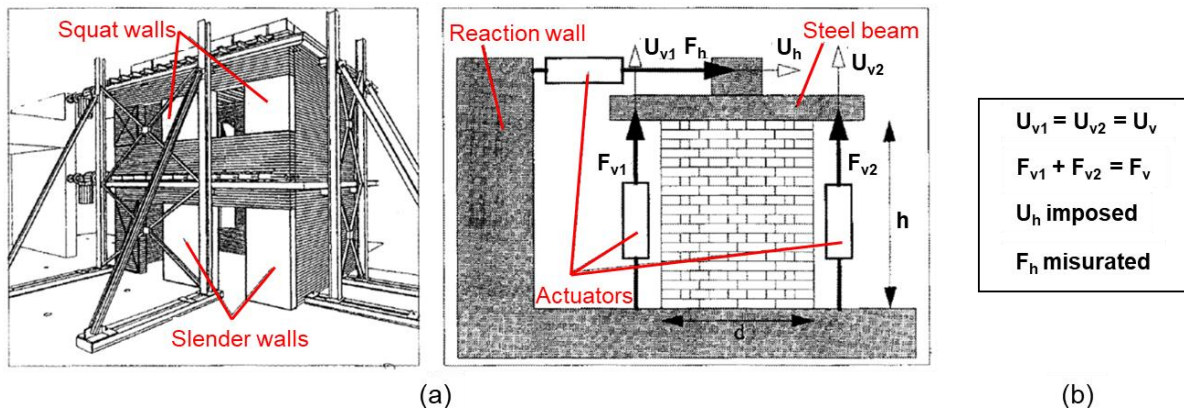 Squat walls
Slender walls
Reaction wall
Steel beam
Uv1 Fh
Uh
Uv2
Fv1
Fv2
h
d
Actuators
(a)
Uv1 = Uv2 = Uv
Fv1 + Fv2 = Fv
Uh imposed
Fh misurated
(b)